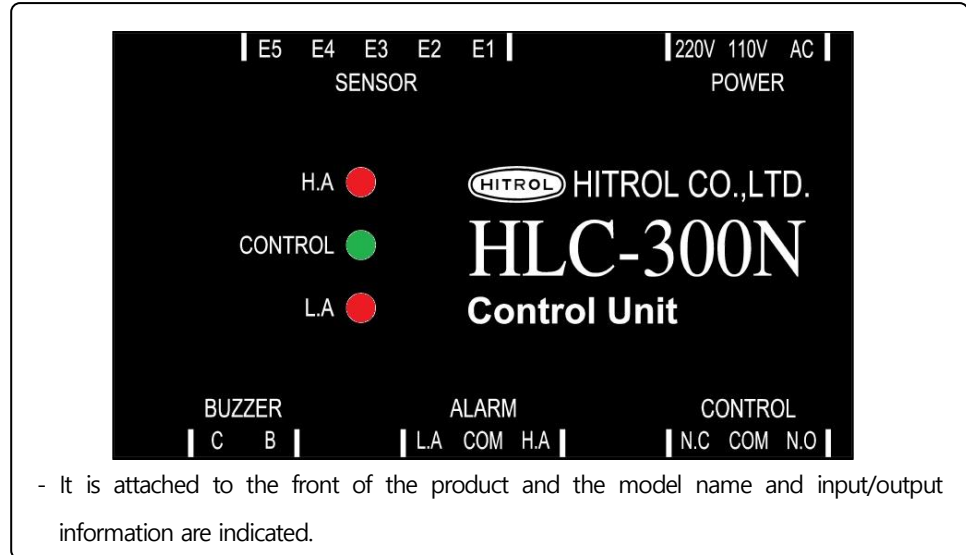 E5 E4 E3 E2 E1 220V 110V AC
SENSOR POWER
H.A
HITROL HITROL CO.,LTD.
CONTROL
HLC-300N
L.A
Control Unit
BUZZER ALARM CONTROL
C B L.A COM H.A N.C COM N.O
- It is attached to the front of the product and the model name and input/output
information are indicated.